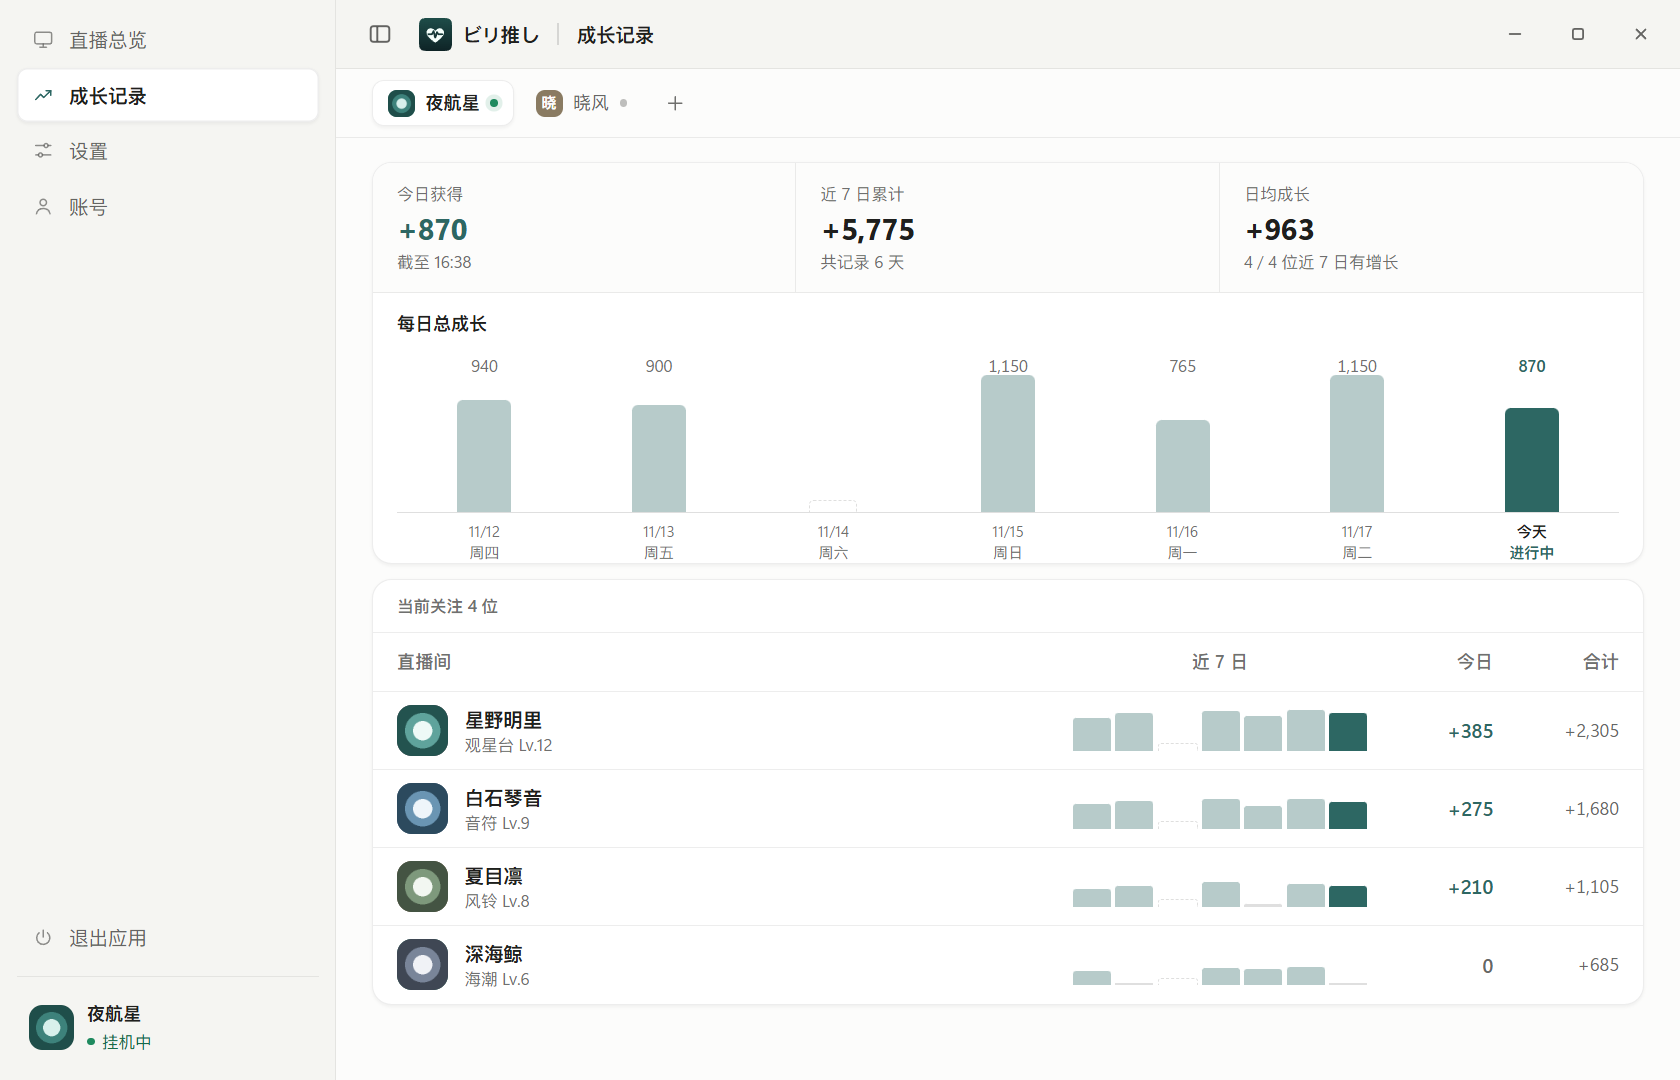 直播总览
成长记录
设置
账号
退出应用
夜航星
挂机中
ビリ推し
成长记录
夜航星
晓 晓风
今日获得
+870
截至 16:38
近 7 日累计
+5,775
共记录 6 天
日均成长
+963
4 / 4 位近 7 日有增长
每日总成长
940 900 1,150 765 1,150 870
11/12 11/13 11/14 11/15 11/16 11/17 今天
周四 周五 周六 周日 周一 周二 进行中
当前关注 4 位
直播间 近 7 日 今日 合计
星野明里
观星台 Lv.12
+385 +2,305
白石琴音
音符 Lv.9
+275 +1,680
夏目凛
风铃 Lv.8
+210 +1,105
深海鲸
海潮 Lv.6
0 +685